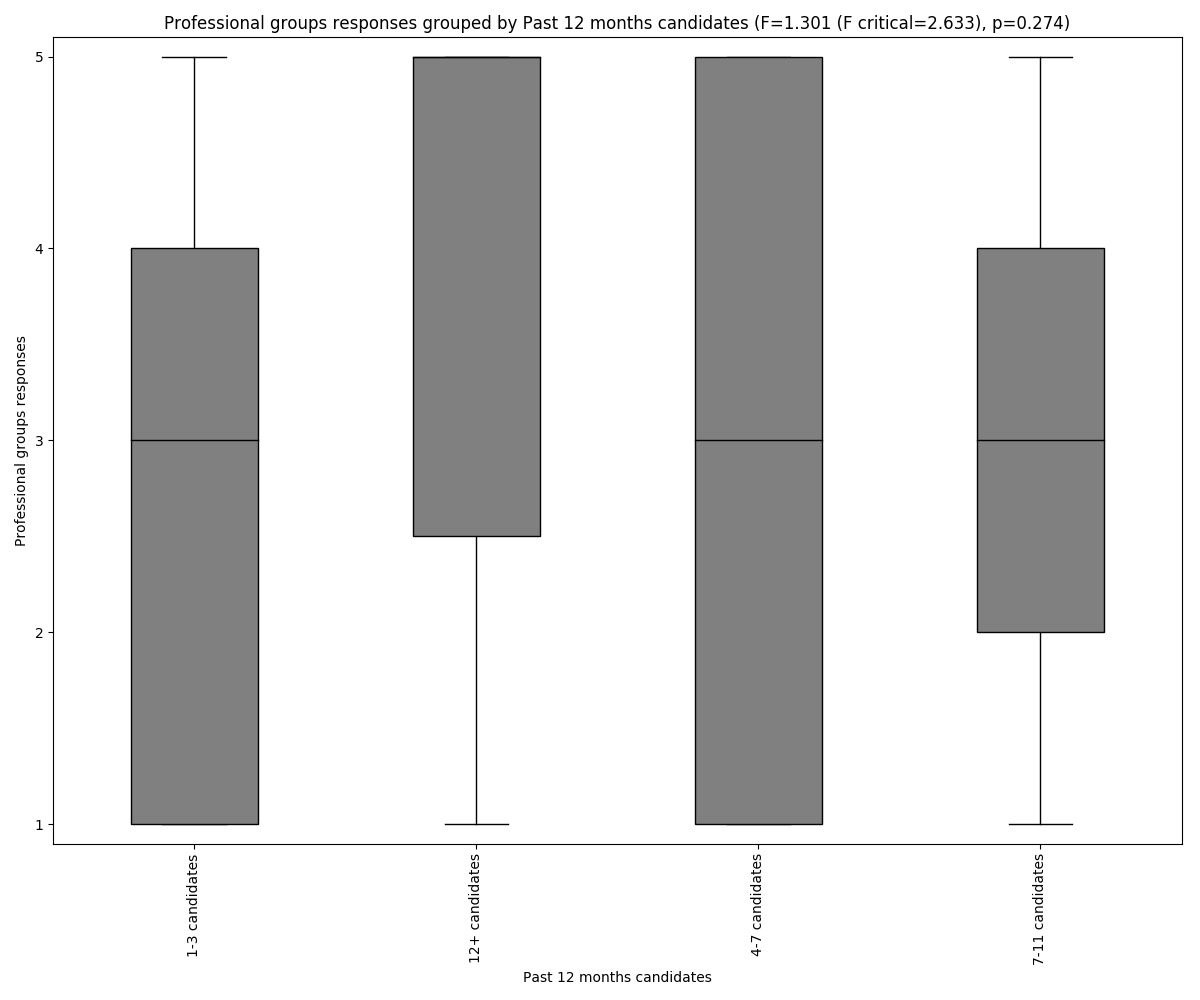 Professional groups responses grouped by Past 12 months candidates (F=1.301 (F critical=2.633), p=0.274)
Professional groups responses
5
4
3
2
1
1-3 candidates
12+ candidates
4-7 candidates
7-11 candidates
Past 12 months candidates